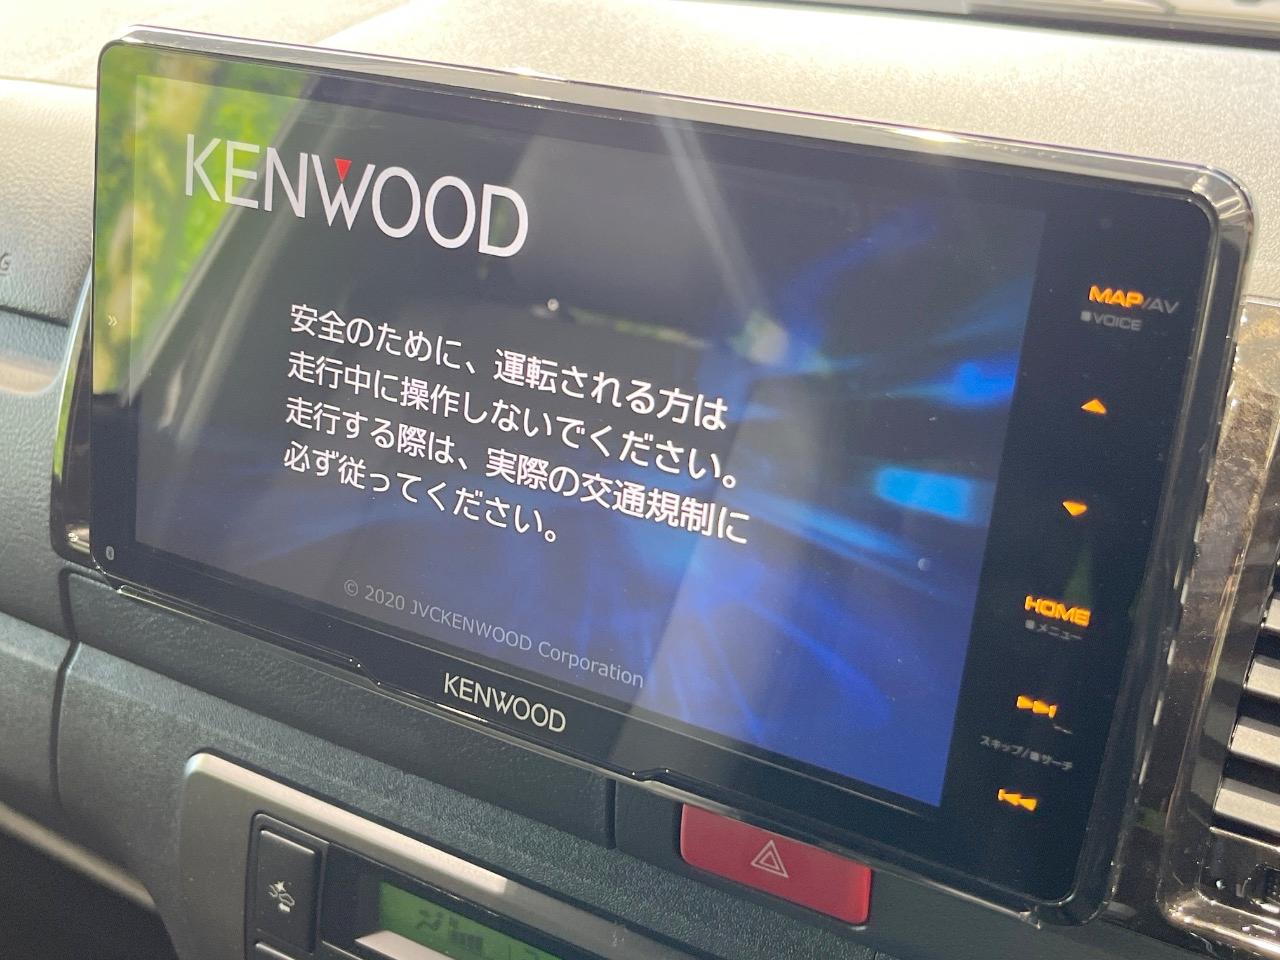 KENWOOD
安全のために、運転される方は
走行中に操作しないでください。
走行する際は、実際の交通規制に
必ず従ってください。
© 2020 JVCKENWOOD Corporation
KENWOOD
MAP/AV
VOICE
HOME
メニュー
スキップ/サーチ